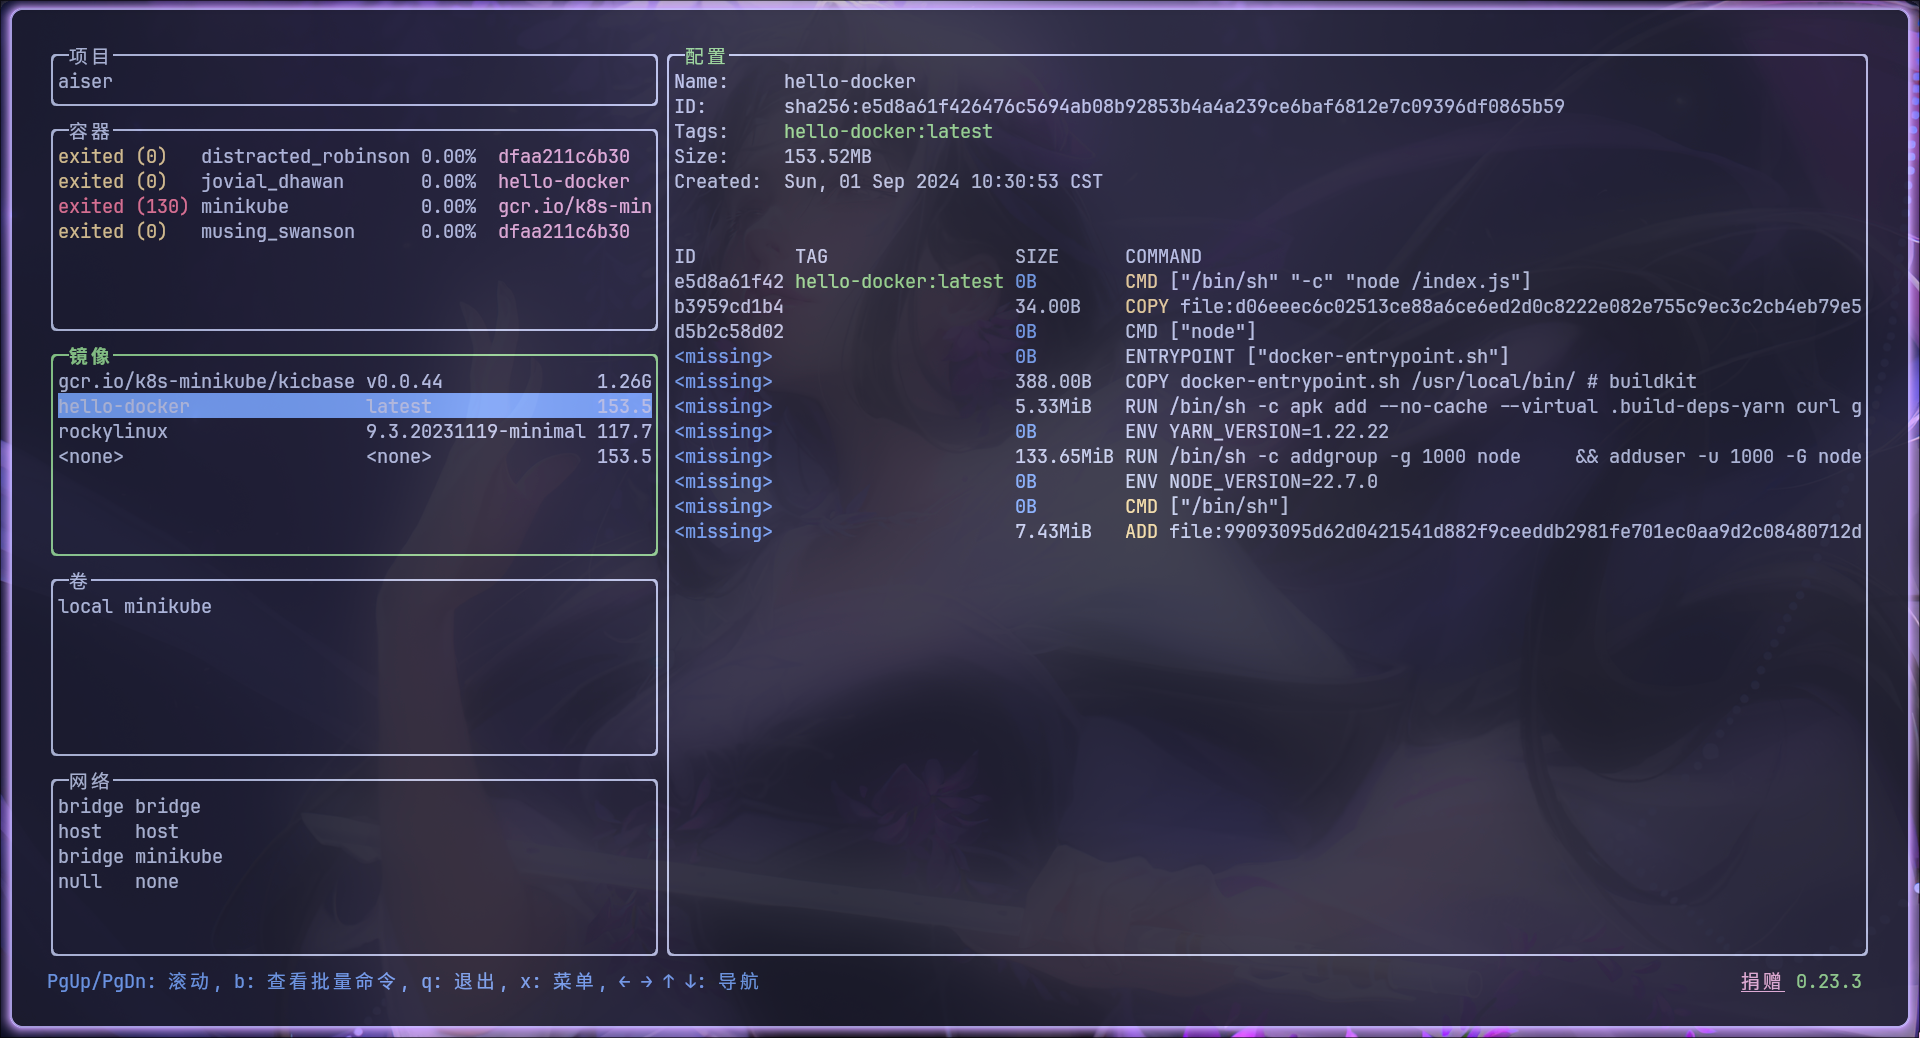 项目
aiser
容器
exited (0)   distracted_robinson 0.00%  dfaa211c6b30
exited (0)   jovial_dhawan       0.00%  hello-docker
exited (130) minikube            0.00%  gcr.io/k8s-min
exited (0)   musing_swanson      0.00%  dfaa211c6b30
镜像
gcr.io/k8s-minikube/kicbase v0.0.44              1.26G
hello-docker                latest               153.5
rockylinux                  9.3.20231119-minimal 117.7
<none>                      <none>               153.5
卷
local minikube
网络
bridge bridge
host   host
bridge minikube
null   none
配置
Name:     hello-docker
ID:       sha256:e5d8a61f426476c5694ab08b92853b4a4a239ce6baf6812e7c09396df0865b59
Tags:     hello-docker:latest
Size:     153.52MB
Created:  Sun, 01 Sep 2024 10:30:53 CST
ID         TAG                 SIZE      COMMAND
e5d8a61f42 hello-docker:latest 0B        CMD ["/bin/sh" "-c" "node /index.js"]
b3959cd1b4                     34.00B    COPY file:d06eeec6c02513ce88a6ce6ed2d0c8222e082e755c9ec3c2cb4eb79e5
d5b2c58d02                     0B        CMD ["node"]
<missing>                      0B        ENTRYPOINT ["docker-entrypoint.sh"]
<missing>                      388.00B   COPY docker-entrypoint.sh /usr/local/bin/ # buildkit
<missing>                      5.33MiB   RUN /bin/sh -c apk add --no-cache --virtual .build-deps-yarn curl g
<missing>                      0B        ENV YARN_VERSION=1.22.22
<missing>                      133.65MiB RUN /bin/sh -c addgroup -g 1000 node     && adduser -u 1000 -G node
<missing>                      0B        ENV NODE_VERSION=22.7.0
<missing>                      0B        CMD ["/bin/sh"]
<missing>                      7.43MiB   ADD file:99093095d62d0421541d882f9ceeddb2981fe701ec0aa9d2c08480712d
PgUp/PgDn: 滚动, b: 查看批量命令, q: 退出, x: 菜单, ← → ↑ ↓: 导航
捐赠 0.23.3